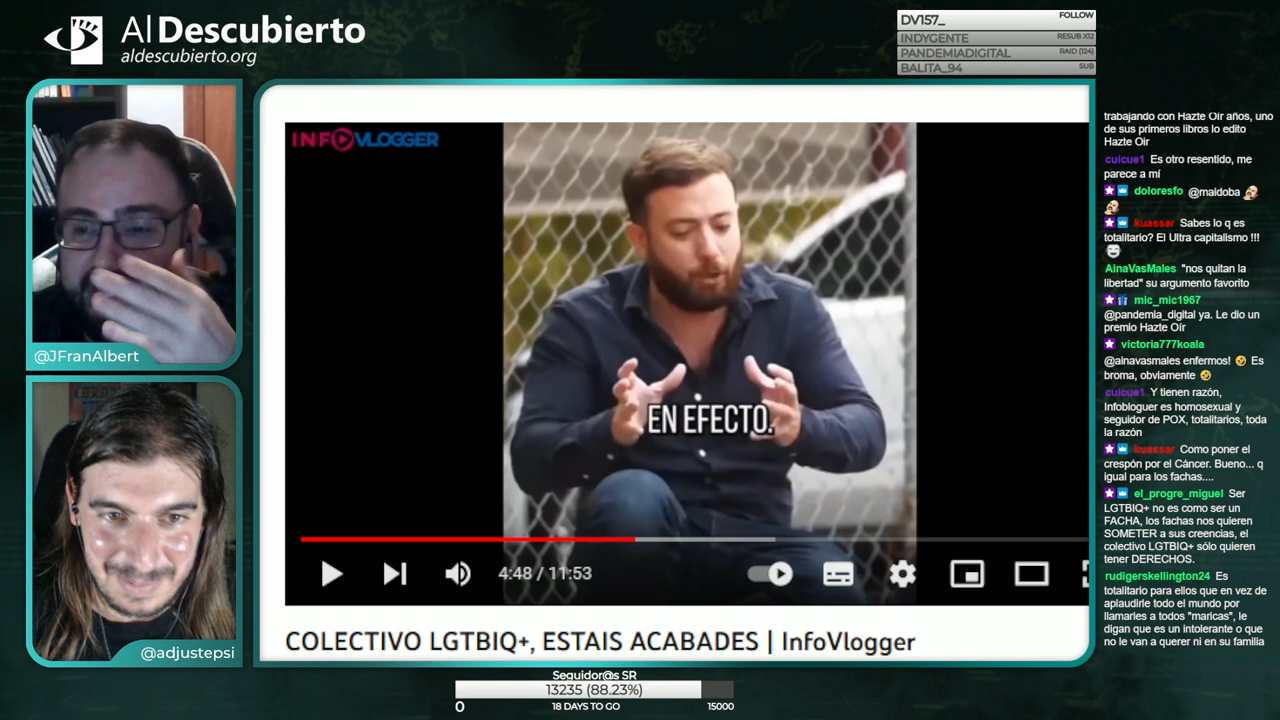 Al Descubierto
aldescubierto.org
DV157_ FOLLOW
INDYGENTE RESUB X12
PANDEMIADIGITAL RAID (124)
BALITA_94 SUB
@JFranAlbert
@adjustepsi
INFOVLOGGER
EN EFECTO.
4:48 / 11:53
COLECTIVO LGTBIQ+, ESTAIS ACABADES | InfoVlogger
trabajando con Hazte Oir años, uno
de sus primeros libros lo edito
Hazte Oir
cuicue1 Es otro resentido, me
parece a mí
doloresfo @maidoba
kuassar Sabes lo q es
totalitario? El Ultra capitalismo !!!
AinaVasMales "nos quitan la
libertad" su argumento favorito
mic_mic1967
@pandemia_digital ya. Le dio un
premio Hazte Oír
victoria777koala
@ainavasmales enfermos! 🤣 Es
broma, obviamente 🤣
cuicue1 Y tienen razón,
Infobloguer es homosexual y
seguidor de POX, totalitarios, toda
la razón
kuassar Como poner el
crespón por el Cáncer. Bueno... q
igual para los fachas....
el_progre_miguel Ser
LGTBIQ+ no es como ser un
FACHA, los fachas nos quieren
SOMETER a sus creencias, el
colectivo LGTBIQ+ sólo quieren
tener DERECHOS.
rudigerskellington24 Es
totalitario para ellos que en vez de
aplaudirle todo el mundo por
llamarles a todos "maricas", le
digan que es un intolerante o que
no le van a querer ni en su familia
Seguidor@s SR
13235 (88.23%)
0 18 DAYS TO GO 15000